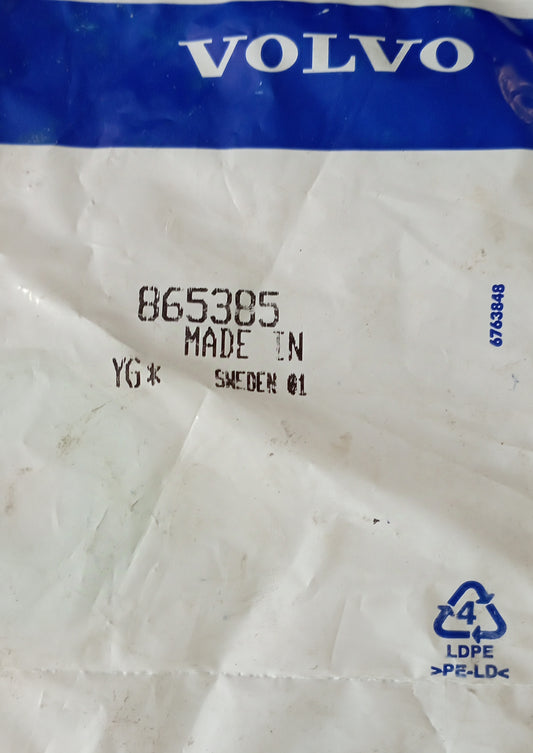 VOLVO
865385
MADE IN
YG* SWEDEN 01
6763848
4
LDPE
>PE-LD<